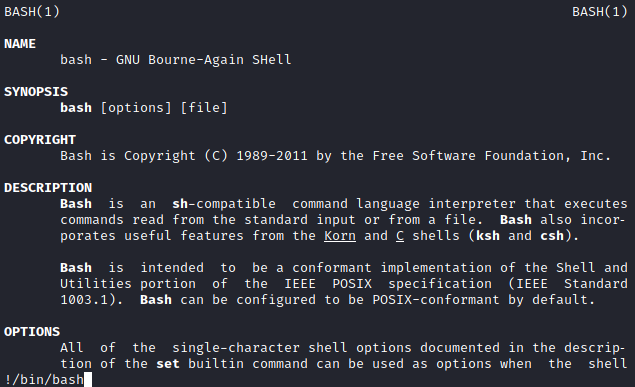 BASH(1) BASH(1)
NAME
bash - GNU Bourne-Again SHell
SYNOPSIS
bash [options] [file]
COPYRIGHT
Bash is Copyright (C) 1989-2011 by the Free Software Foundation, Inc.
DESCRIPTION
Bash is an sh-compatible command language interpreter that executes
commands read from the standard input or from a file. Bash also incor-
porates useful features from the Korn and C shells (ksh and csh).
Bash is intended to be a conformant implementation of the Shell and
Utilities portion of the IEEE POSIX specification (IEEE Standard
1003.1). Bash can be configured to be POSIX-conformant by default.
OPTIONS
All of the single-character shell options documented in the descrip-
tion of the set builtin command can be used as options when the shell
!/bin/bash